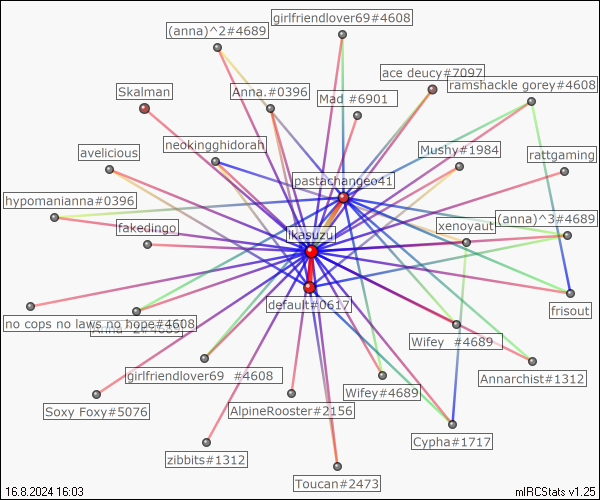 girlfriendlover69#4608
(anna)^2#4689
ace deucy#7097
ramshackle gorey#4608
Skalman
Anna.#0396
Mad #6901
neokingghidorah
Mushy#1984
avelicious
rattgaming
pastachangeo41
hypomanianna#0396
(anna)^3#4689
xenoyaut
fakedingo
ikasuzu
default#0617
frisout
no cops no laws no hope#4608
Wifey #4689
girlfriendlover69 #4608
Annarchist#1312
Wifey#4689
Soxy Foxy#5076
AlpineRooster#2156
Cypha#1717
zibbits#1312
Toucan#2473
16.8.2024 16:03
mIRCStats v1.25